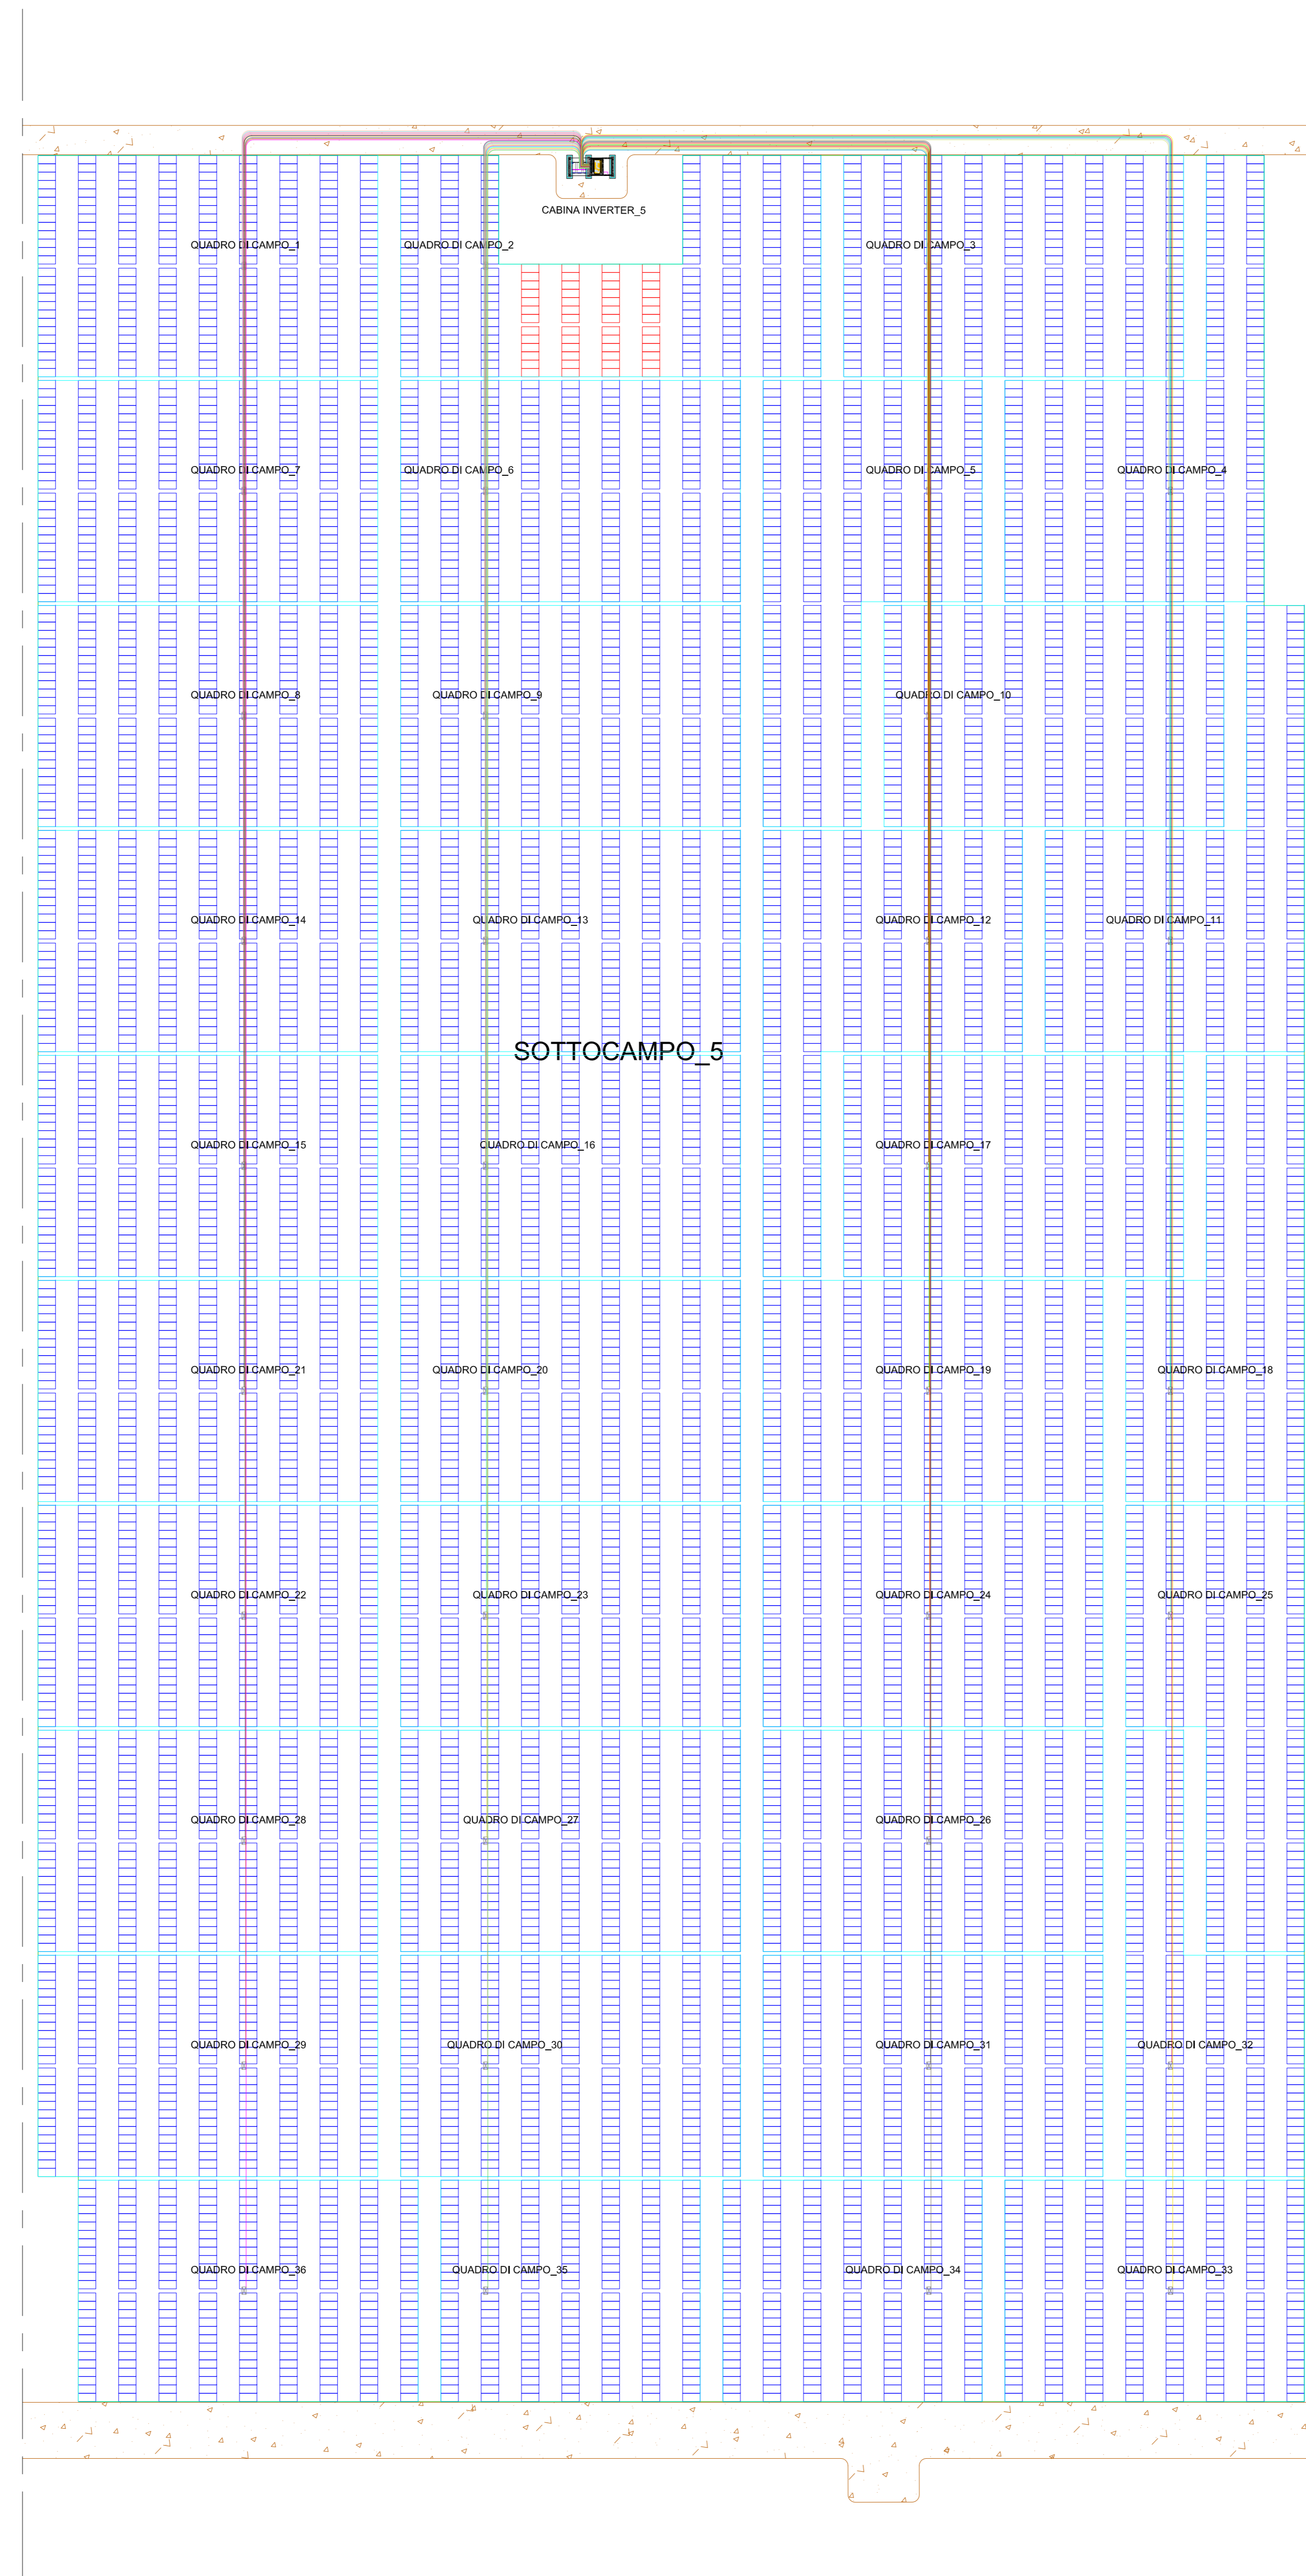 CABINA INVERTER_5
QUADRO DI CAMPO_1
QUADRO DI CAMPO_2
QUADRO DI CAMPO_3
QUADRO DI CAMPO_7
QUADRO DI CAMPO_6
QUADRO DI CAMPO_5
QUADRO DI CAMPO_4
QUADRO DI CAMPO_8
QUADRO DI CAMPO_9
QUADRO DI CAMPO_10
QUADRO DI CAMPO_14
QUADRO DI CAMPO_13
QUADRO DI CAMPO_12
QUADRO DI CAMPO_11
SOTTOCAMPO_5
QUADRO DI CAMPO_15
QUADRO DI CAMPO_16
QUADRO DI CAMPO_17
QUADRO DI CAMPO_21
QUADRO DI CAMPO_20
QUADRO DI CAMPO_19
QUADRO DI CAMPO_18
QUADRO DI CAMPO_22
QUADRO DI CAMPO_23
QUADRO DI CAMPO_24
QUADRO DI CAMPO_25
QUADRO DI CAMPO_28
QUADRO DI CAMPO_27
QUADRO DI CAMPO_26
QUADRO DI CAMPO_29
QUADRO DI CAMPO_30
QUADRO DI CAMPO_31
QUADRO DI CAMPO_32
QUADRO DI CAMPO_36
QUADRO DI CAMPO_35
QUADRO DI CAMPO_34
QUADRO DI CAMPO_33